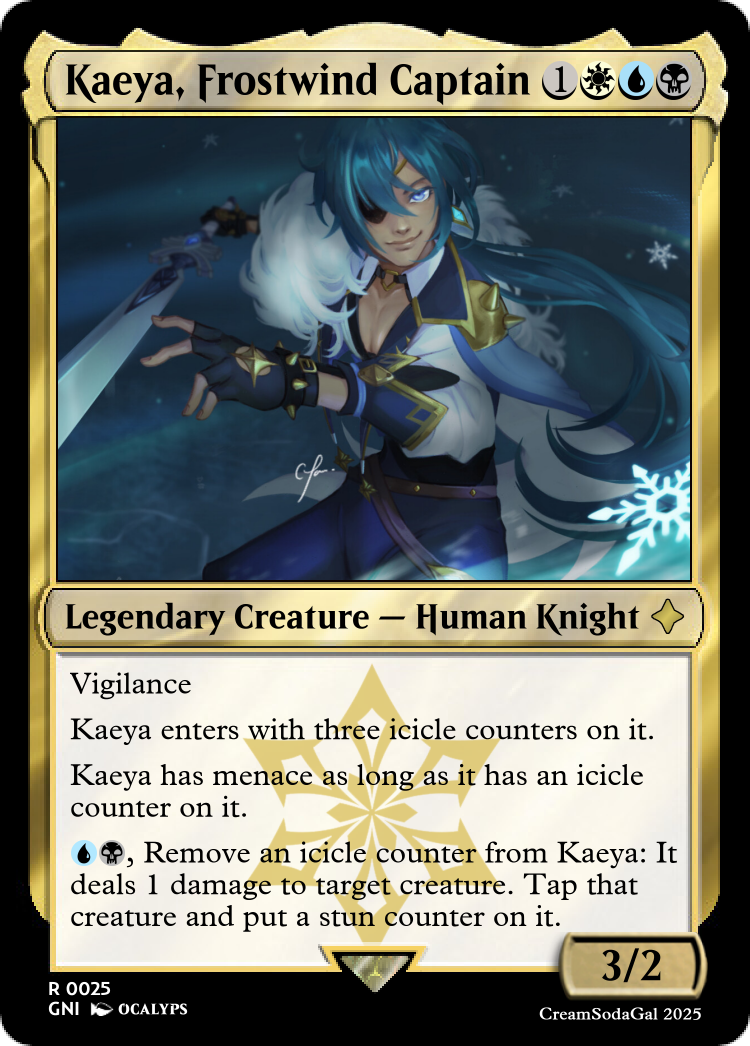 Kaeya, Frostwind Captain 1
Legendary Creature — Human Knight
Vigilance
Kaeya enters with three icicle counters on it.
Kaeya has menace as long as it has an icicle
counter on it.
, Remove an icicle counter from Kaeya: It
deals 1 damage to target creature. Tap that
creature and put a stun counter on it.
3/2
R 0025
GNI OCALYPS
CreamSodaGal 2025